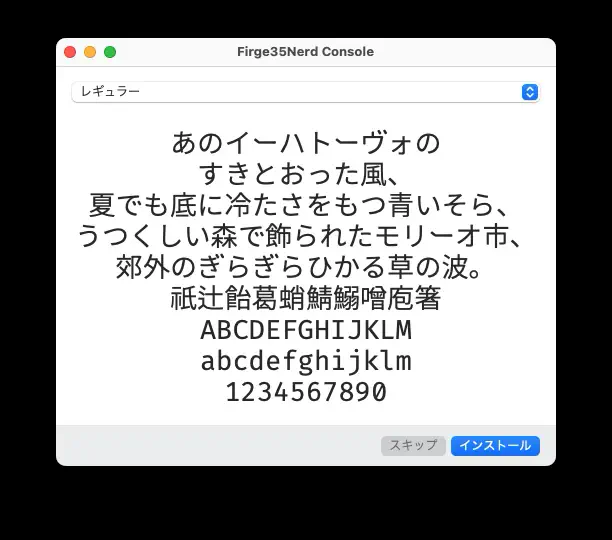 Firge35Nerd Console
レギュラー
あのイーハトーヴォの
すきとおった風、
夏でも底に冷たさをもつ青いそら、
うつくしい森で飾られたモリーオ市、
郊外のぎらぎらひかる草の波。
祇辻飴葛蛸鯖鰯噌庖箸
ABCDEFGHIJKLM
abcdefghijklm
1234567890
スキップ
インストール